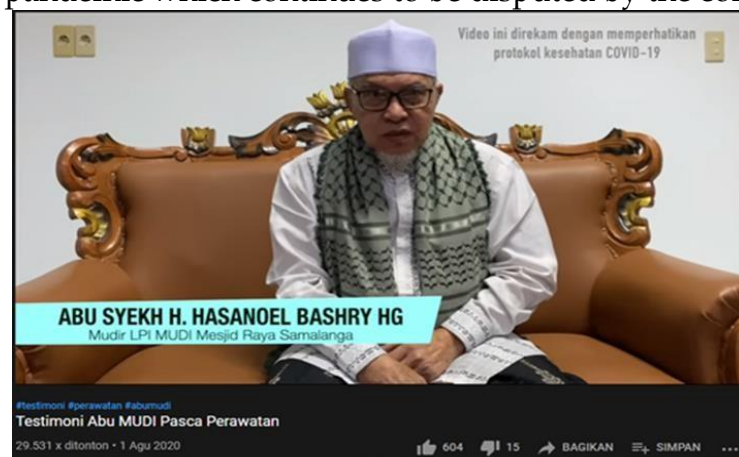 pandemic which continues to be disputed by the
Video ini direkam dengan memperhatikan
protokol kesehatan COVID-19
ABU SYEKH H. HASANOEL BASHRY HG
Mudir LPI MUDI Mesjid Raya Samalanga
#testimoni #perawatan #abumudi
Testimoni Abu MUDI Pasca Perawatan
29.531 x ditonton • 1 Agu 2020
604 15 BAGIKAN SIMPAN